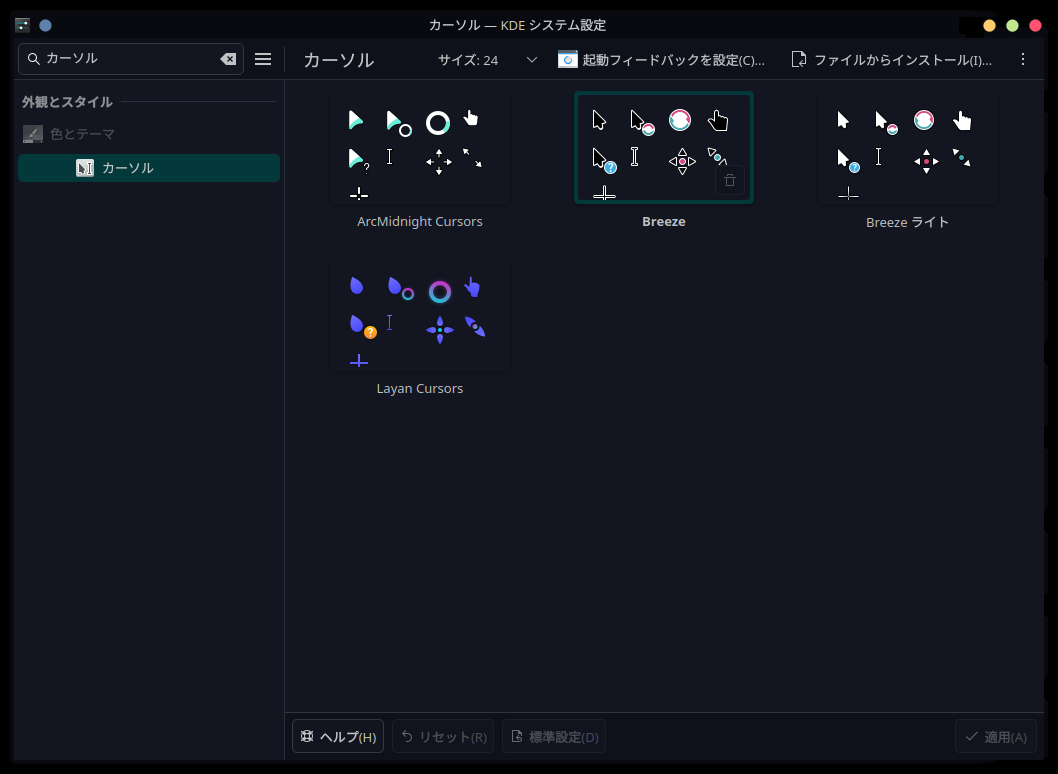 カーソル — KDE システム設定
カーソル
カーソル
サイズ: 24
起動フィードバックを設定(C)...
ファイルからインストール(I)...
外観とスタイル
色とテーマ
カーソル
ArcMidnight Cursors
Breeze
Breeze ライト
Layan Cursors
ヘルプ(H)
リセット(R)
標準設定(D)
適用(A)